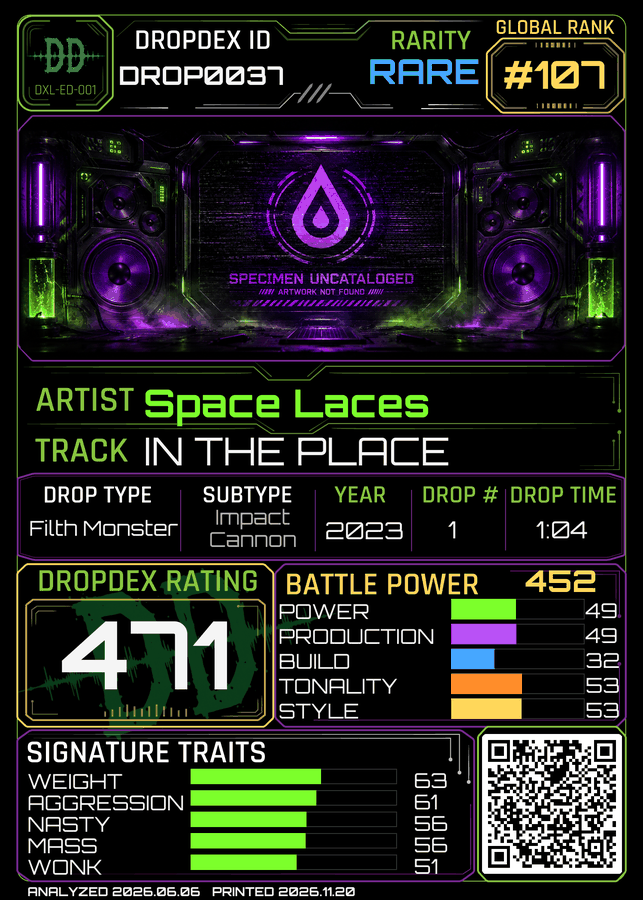 DD
DXL-ED-001
DROPDEX ID
DROP0037
RARITY
RARE
GLOBAL RANK
#107
SPECIMEN UNCATALOGED
ARTWORK NOT FOUND
ARTIST Space Laces
TRACK IN THE PLACE
DROP TYPE SUBTYPE YEAR DROP # DROP TIME
Filth Monster Impact Cannon 2023 1 1:04
DROPDEX RATING
471
BATTLE POWER 452
POWER 49
PRODUCTION 49
BUILD 32
TONALITY 53
STYLE 53
SIGNATURE TRAITS
WEIGHT 63
AGGRESSION 61
NASTY 56
MASS 56
WONK 51
ANALYZED 2026.06.06 PRINTED 2026.11.20